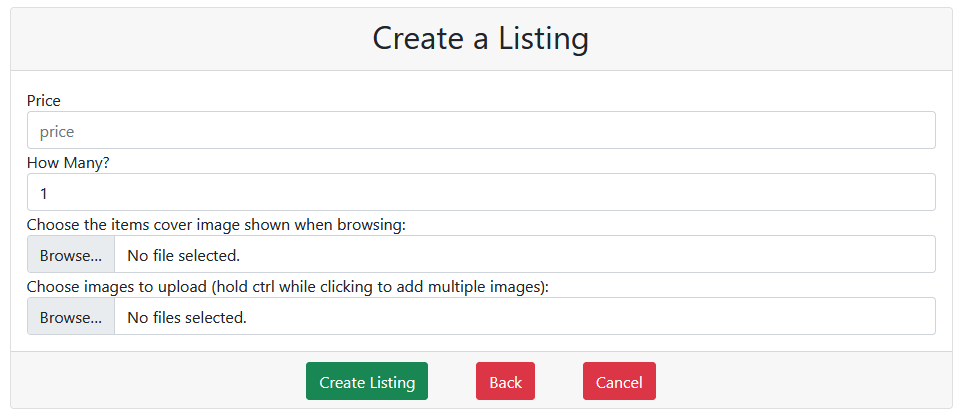 Create a Listing
Price
price
How Many?
1
Choose the items cover image shown when browsing:
Browse... No file selected.
Choose images to upload (hold ctrl while clicking to add multiple images):
Browse... No files selected.
Create Listing Back Cancel